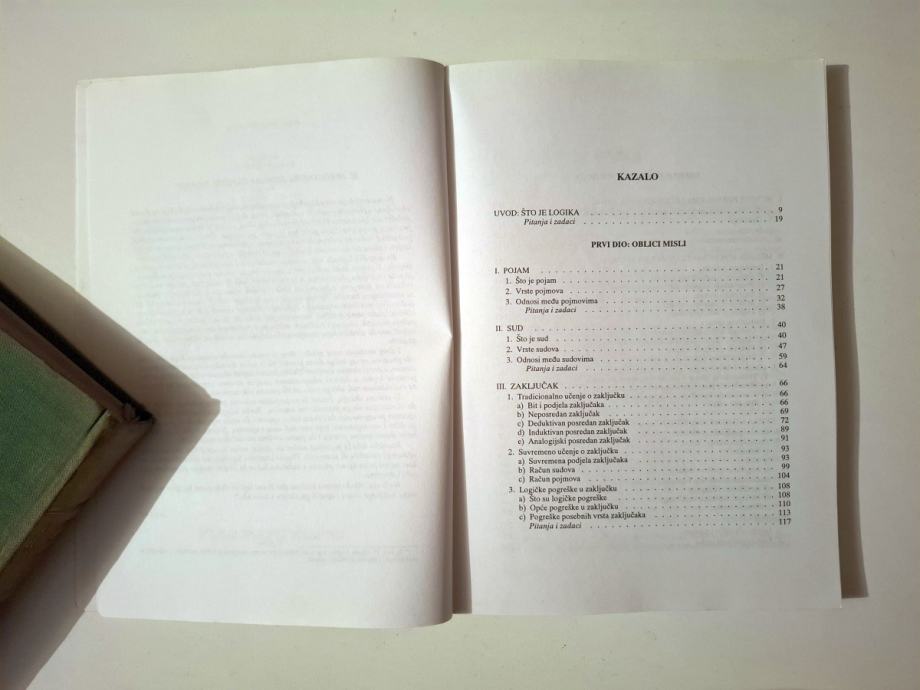 KAZALO
UVOD: ŠTO JE LOGIKA . . . . . . . . . . . . . . . . . . . . . . . . . . . . . . 9
Pitanja i zadaci . . . . . . . . . . . . . . . . . . . . . . . . . . . . . . 19
PRVI DIO: OBLICI MISLI
I. POJAM . . . . . . . . . . . . . . . . . . . . . . . . . . . . . . 21
1. Što je pojam . . . . . . . . . . . . . . . . . . . . . . . . . . . . . . 21
2. Vrste pojmova . . . . . . . . . . . . . . . . . . . . . . . . . . . . . . 27
3. Odnosi među pojmovima . . . . . . . . . . . . . . . . . . . . . . . . . 32
Pitanja i zadaci . . . . . . . . . . . . . . . . . . . . . . . . . . . . 38
II. SUD . . . . . . . . . . . . . . . . . . . . . . . . . . . . . . 40
1. Što je sud . . . . . . . . . . . . . . . . . . . . . . . . . . . . . . 40
2. Vrste sudova . . . . . . . . . . . . . . . . . . . . . . . . . . . . . . 47
3. Odnosi među sudovima . . . . . . . . . . . . . . . . . . . . . . . . . 59
Pitanja i zadaci . . . . . . . . . . . . . . . . . . . . . . . . . . . . 64
III. ZAKLJUČAK . . . . . . . . . . . . . . . . . . . . . . . . . . . . 66
1. Tradicionalno učenje o zaključku . . . . . . . . . . . . . . . . . . . . . 66
a) Bit i podjela zaključaka . . . . . . . . . . . . . . . . . . . . . . . 66
b) Neposredan zaključak . . . . . . . . . . . . . . . . . . . . . . . 69
c) Deduktivan posredan zaključak . . . . . . . . . . . . . . . . . . . . 72
d) Induktivan posredan zaključak . . . . . . . . . . . . . . . . . . . . 89
e) Analogijski posredan zaključak . . . . . . . . . . . . . . . . . . . . 91
2. Suvremeno učenje o zaključku . . . . . . . . . . . . . . . . . . . . . . 93
a) Suvremena podjela zaključaka . . . . . . . . . . . . . . . . . . . . 93
b) Račun sudova . . . . . . . . . . . . . . . . . . . . . . . . . . . 99
c) Račun pojmova . . . . . . . . . . . . . . . . . . . . . . . . . . 104
3. Logičke pogreške u zaključku . . . . . . . . . . . . . . . . . . . . . . 108
a) Što su logičke pogreške . . . . . . . . . . . . . . . . . . . . . . . 108
b) Opće pogreške u zaključku . . . . . . . . . . . . . . . . . . . . . 110
c) Pogreške posebnih vrsta zaključaka . . . . . . . . . . . . . . . . . . 113
Pitanja i zadaci . . . . . . . . . . . . . . . . . . . . . . . . . . . 117